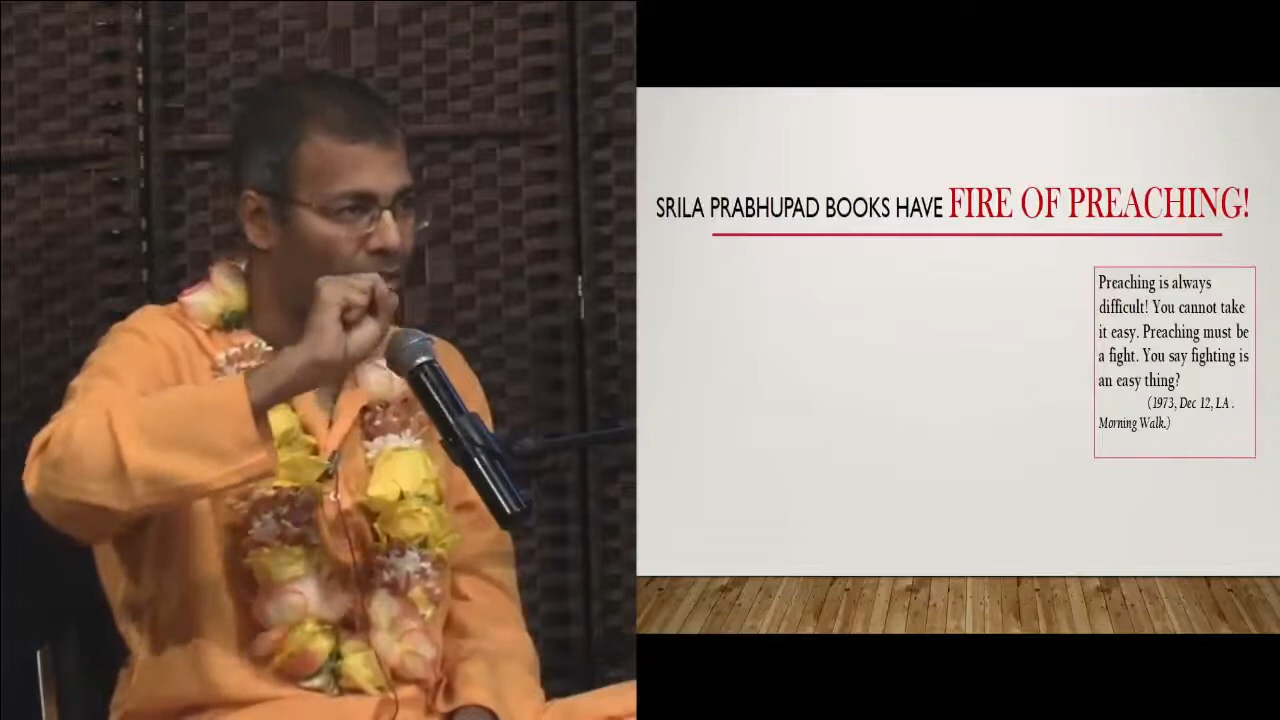 SRILA PRABHUPAD BOOKS HAVE FIRE OF PREACHING!
Preaching is always
difficult! You cannot take
it easy. Preaching must be
a fight. You say fighting is
an easy thing?
(1973, Dec 12, LA .
Morning Walk.)